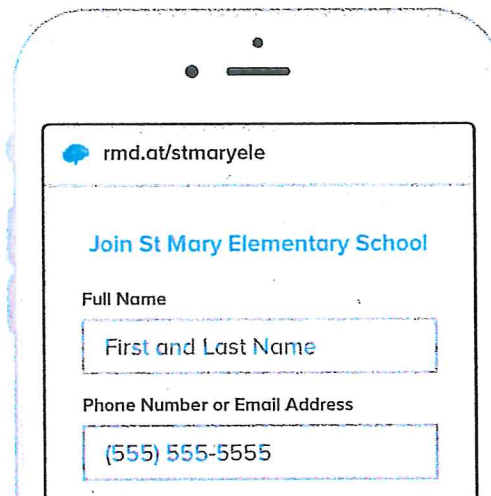 rmd.at/stmaryele
Join St Mary Elementary School
Full Name
First and Last Name
Phone Number or Email Address
(555) 555-5555